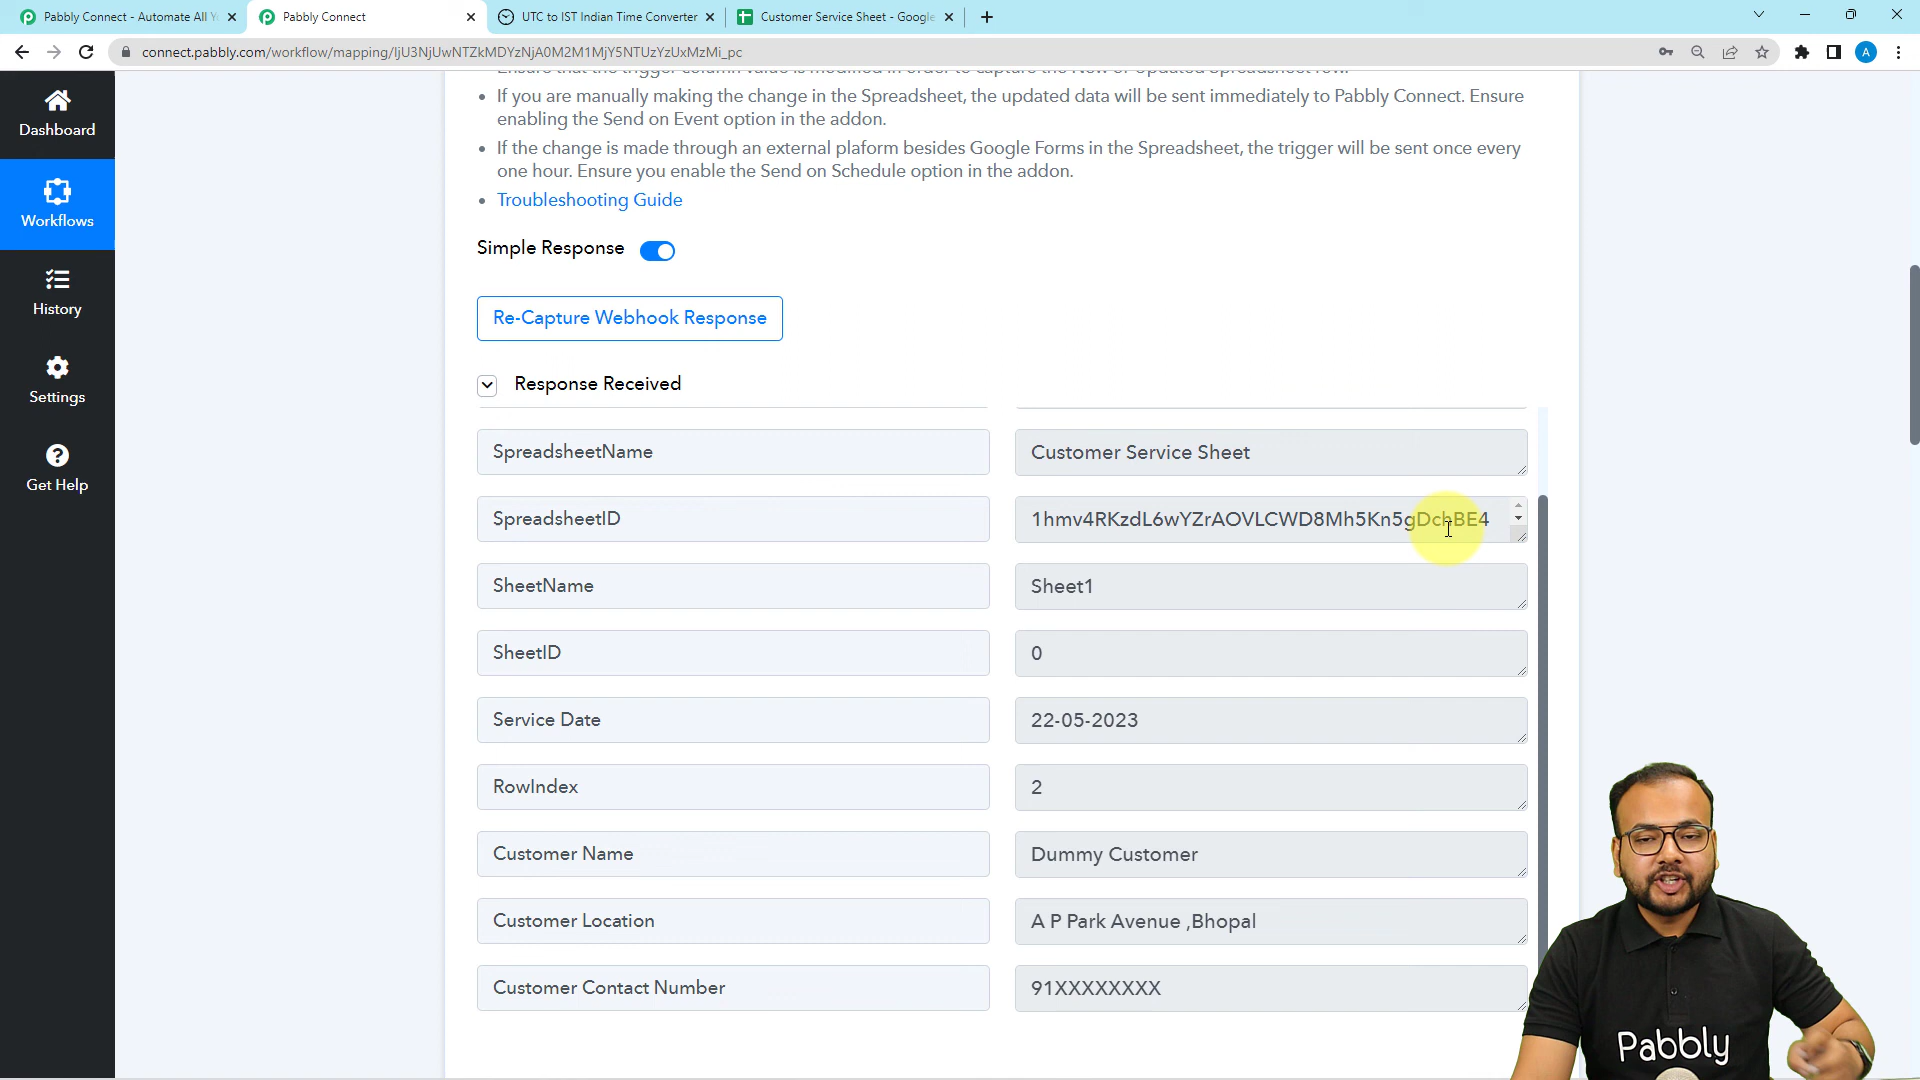 Pabbly Connect - Automate All Y
Pabbly Connect
UTC to IST Indian Time Converter
Customer Service Sheet - Google
connect.pabbly.com/workflow/mapping/IjU3NjUwNTZkMDYzNjA0M2M1MjY5NTUzYzUxMzMi_pc
A
Dashboard
Workflows
History
Settings
Get Help
Ensure that the trigger column value is modified in order to capture the New or Updated Spreadsheet row.
If you are manually making the change in the Spreadsheet, the updated data will be sent immediately to Pabbly Connect. Ensure
enabling the Send on Event option in the addon.
If the change is made through an external plaform besides Google Forms in the Spreadsheet, the trigger will be sent once every
one hour. Ensure you enable the Send on Schedule option in the addon.
Troubleshooting Guide
Simple Response
Re-Capture Webhook Response
Response Received
SpreadsheetName
Customer Service Sheet
SpreadsheetID
1hmv4RKzdL6wYZrAOVLCWD8Mh5Kn5gDchBE4
SheetName
Sheet1
SheetID
0
Service Date
22-05-2023
RowIndex
2
Customer Name
Dummy Customer
Customer Location
A P Park Avenue ,Bhopal
Customer Contact Number
91XXXXXXXX
Pabbly